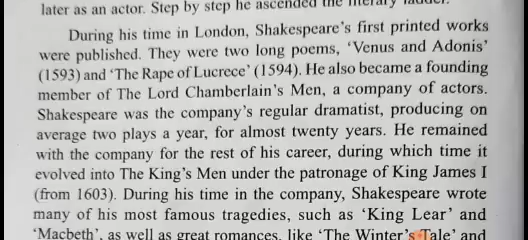 later as an actor. Step by step he ascended the literary ladder.
During his time in London, Shakespeare's first printed works
were published. They were two long poems, 'Venus and Adonis'
(1593) and 'The Rape of Lucrece' (1594). He also became a founding
member of The Lord Chamberlain's Men, a company of actors.
Shakespeare was the company's regular dramatist, producing on
average two plays a year, for almost twenty years. He remained
with the company for the rest of his career, during which time it
evolved into The King's Men under the patronage of King James I
(from 1603). During his time in the company, Shakespeare wrote
many of his most famous tragedies, such as 'King Lear' and
'Macbeth', as well as great romances, like 'The Winter's Tale' and